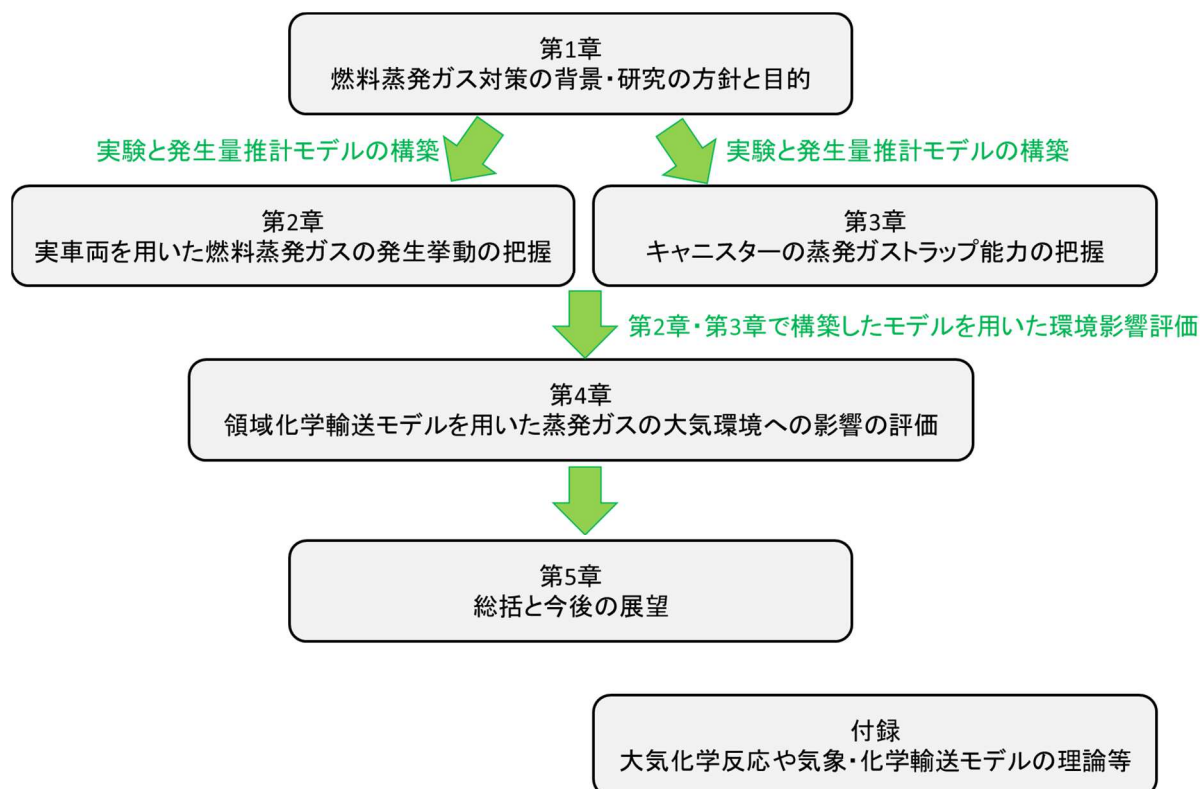 第1章
燃料蒸発ガス対策の背景・研究の方針と目的
実験と発生量推計モデルの構築
実験と発生量推計モデルの構築
第2章
実車両を用いた燃料蒸発ガスの発生挙動の把握
第3章
キャニスターの蒸発ガストラップ能力の把握
第2章・第3章で構築したモデルを用いた環境影響評価
第4章
領域化学輸送モデルを用いた蒸発ガスの大気環境への影響の評価
第5章
総括と今後の展望
付録
大気化学反応や気象・化学輸送モデルの理論等